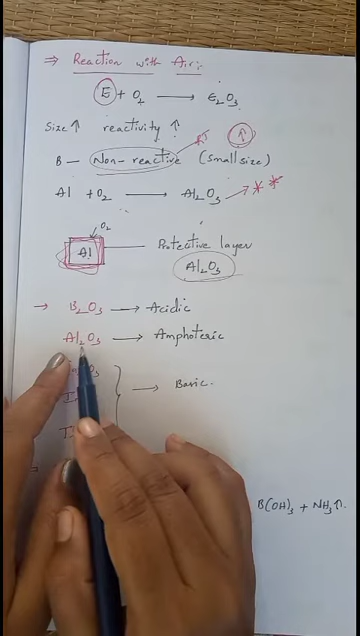 ⇒ Reaction with Air:
E + O₂ → E₂O₃
Size ↑ reactivity ↑
B — Non-reactive (small size)
Al + O₂ → Al₂O₃
O₂
Al — Protective layer
Al₂O₃
→ B₂O₃ → Acidic
Al₂O₃ → Amphoteric
→ Basic.
B(OH)₃ + NH₃↑.